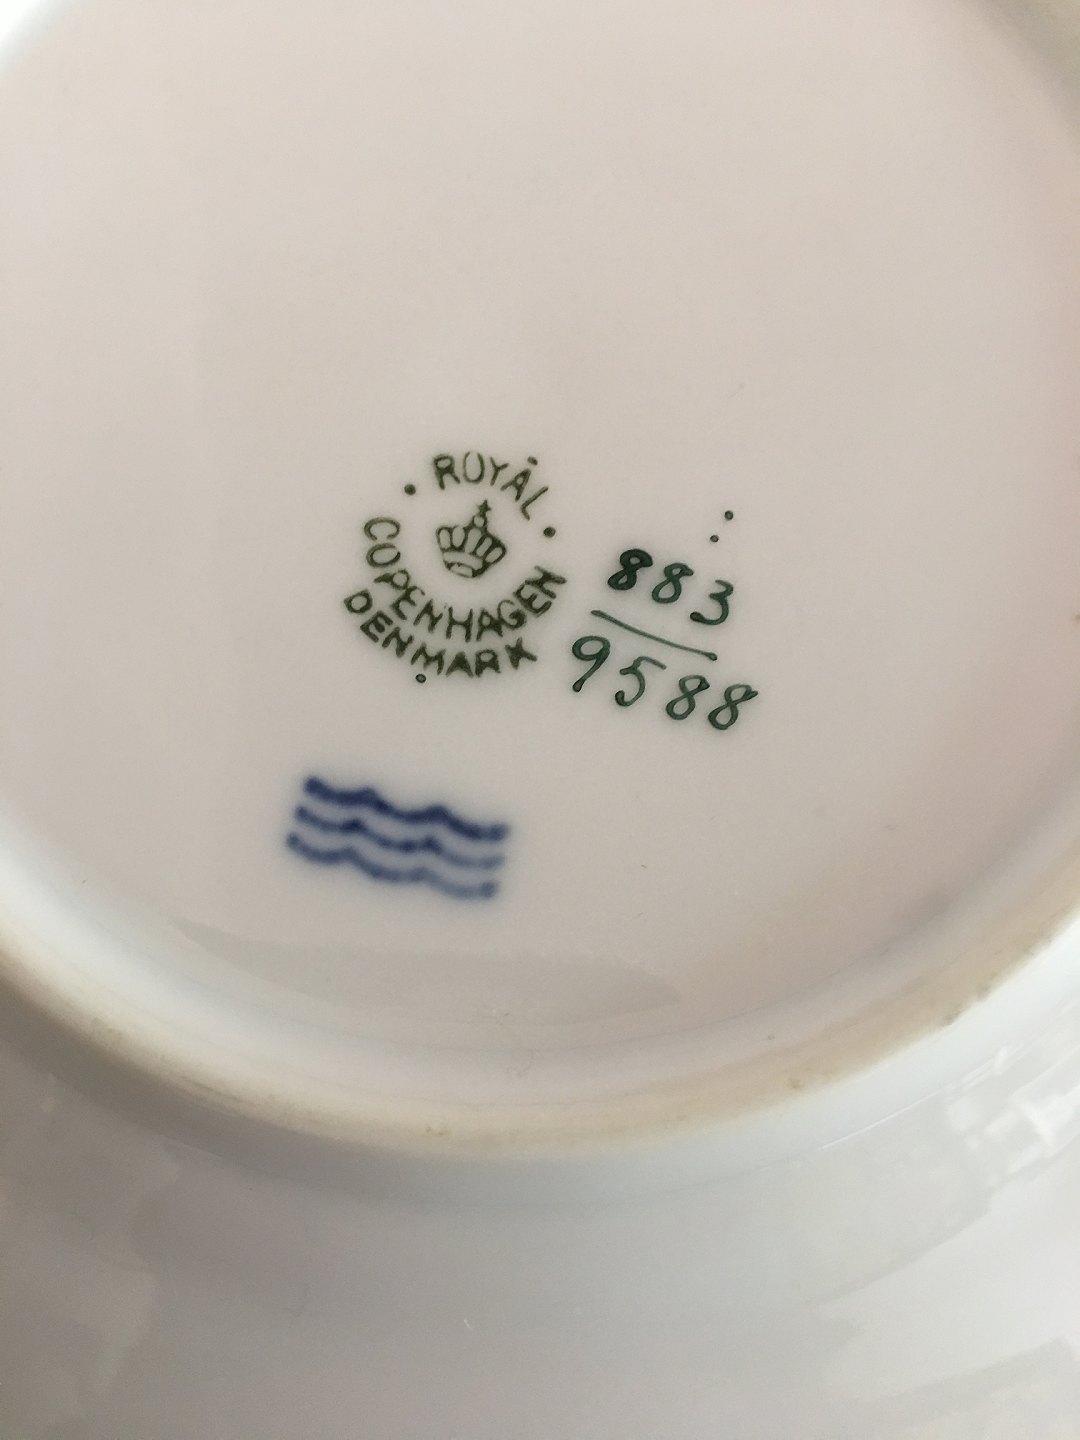 ROYAL
COPENHAGEN
DENMARK
883
9588